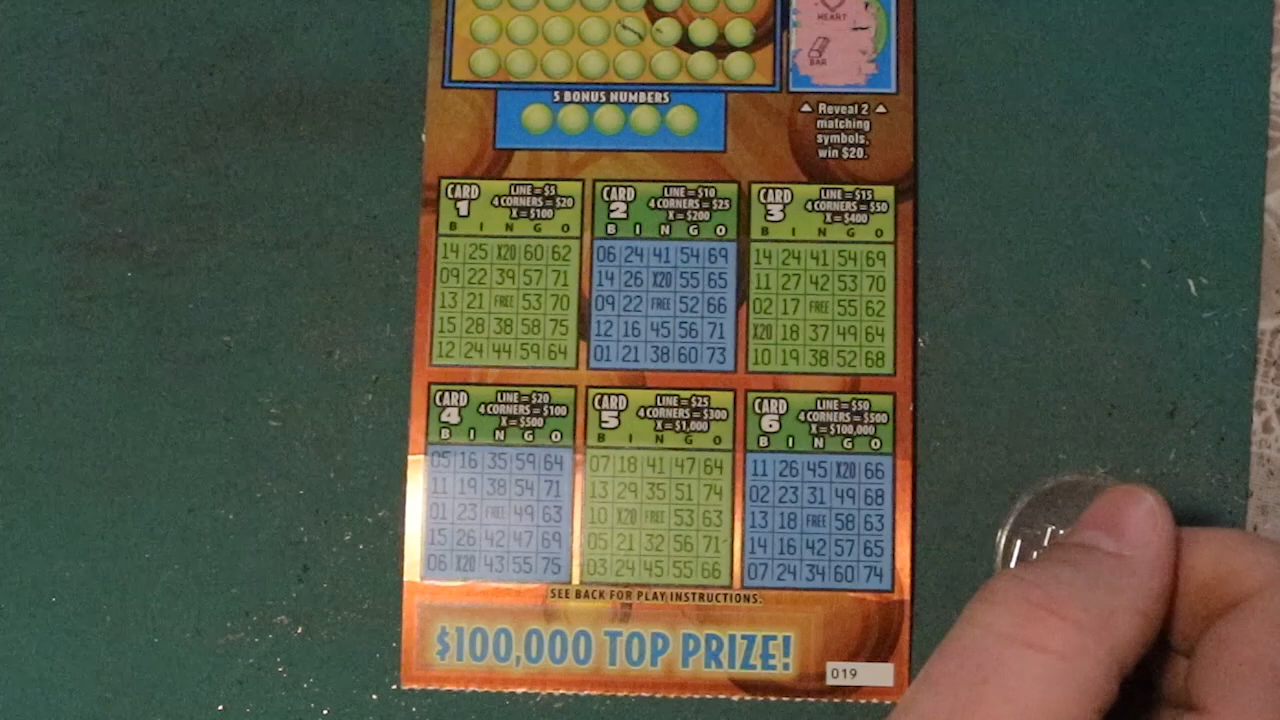 HEART
BAR
5 BONUS NUMBERS
Reveal 2
matching
symbols,
win $20.
CARD 1
LINE = $5
4 CORNERS = $20
X = $100
B I N G O
14 25 X20 60 62
09 22 39 57 71
13 21 FREE 53 70
15 28 38 58 75
12 24 44 59 64
CARD 2
LINE = $10
4 CORNERS = $25
X = $200
B I N G O
06 24 41 54 69
14 26 X20 55 65
09 22 FREE 52 66
12 16 45 56 71
01 21 38 60 73
CARD 3
LINE = $15
4 CORNERS = $50
X = $400
B I N G O
14 24 41 54 69
11 27 42 53 70
02 17 FREE 55 62
X20 18 37 49 64
10 19 38 52 68
CARD 4
LINE = $20
4 CORNERS = $100
X = $500
B I N G O
05 16 35 59 64
11 19 38 54 71
01 23 FREE 49 63
15 26 42 47 69
06 X20 43 55 75
CARD 5
LINE = $25
4 CORNERS = $300
X = $1,000
B I N G O
07 18 41 47 64
13 29 35 51 74
10 X20 FREE 53 63
05 21 32 56 71
03 24 45 55 66
CARD 6
LINE = $50
4 CORNERS = $500
X = $100,000
B I N G O
11 26 45 X20 66
02 23 31 49 68
13 18 FREE 58 63
14 16 42 57 65
07 24 34 60 74
SEE BACK FOR PLAY INSTRUCTIONS.
$100,000 TOP PRIZE!
019